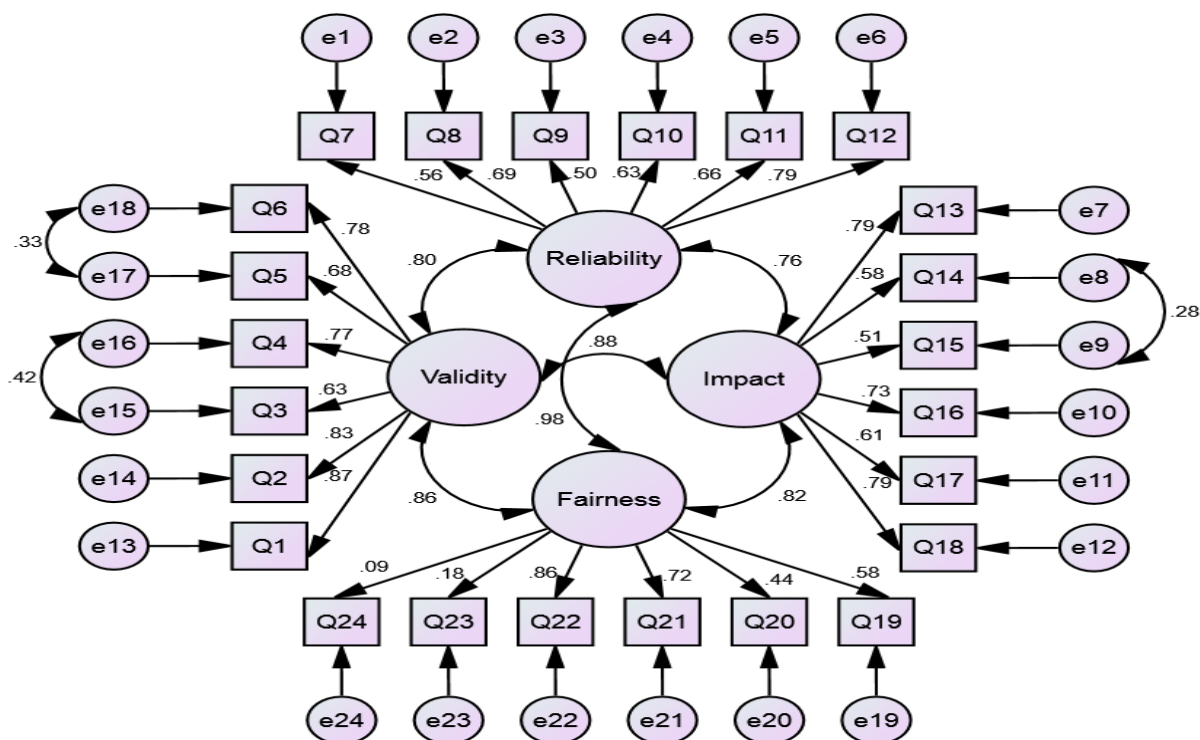 e1 e2 e3 e4 e5 e6
Q7 Q8 Q9 Q10 Q11 Q12
.56 .69 .50 .63 .66 .79
e18 Q6 Q13 e7
.33 .78 .79
Reliability
e17 Q5 .80 .76 Q14 e8
.68 .58
.28
e16 Q4 .77 .88 .51 Q15 e9
.42
Validity Impact
e15 Q3 .63 .73 Q16 e10
.83 .98 .61
e14 Q2 .87 .79 Q17 e11
Fairness
.86 .82
e13 Q1 Q18 e12
.09 .18 .86 .72 .44 .58
Q24 Q23 Q22 Q21 Q20 Q19
e24 e23 e22 e21 e20 e19